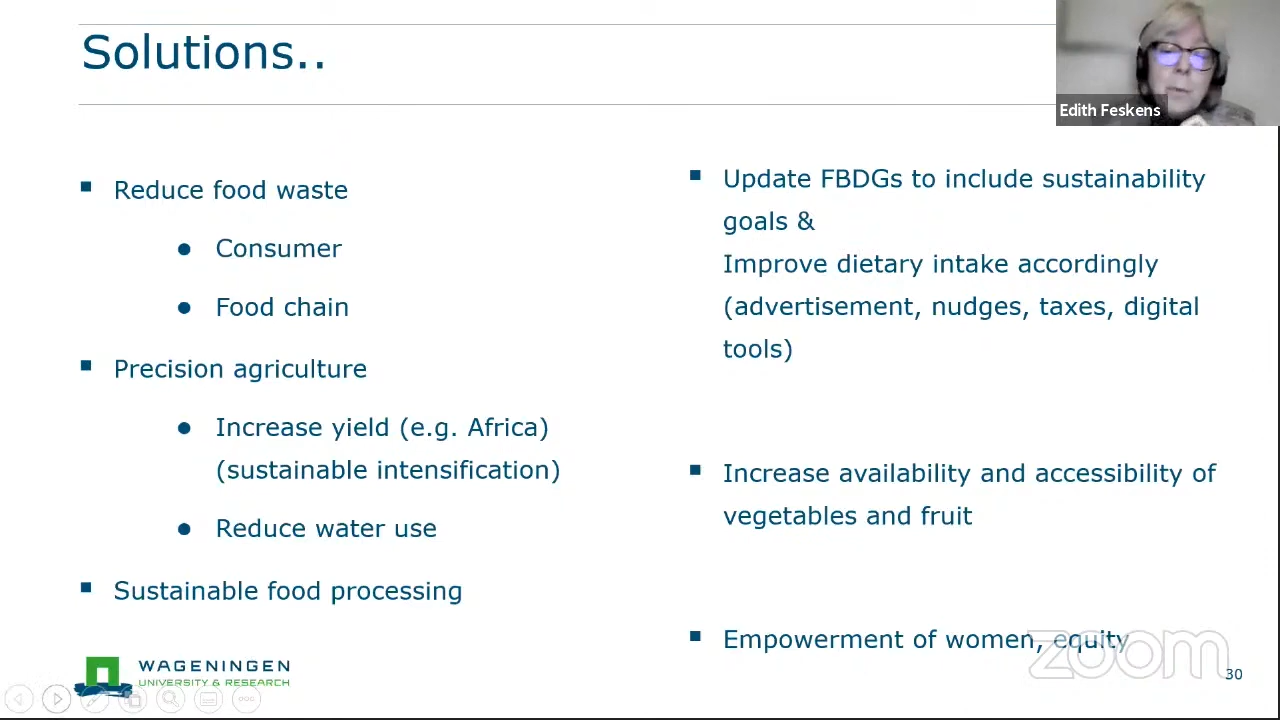 Solutions..
Edith Feskens
Reduce food waste
Consumer
Food chain
Precision agriculture
Increase yield (e.g. Africa)
(sustainable intensification)
Reduce water use
Sustainable food processing
Update FBDGs to include sustainability
goals &
Improve dietary intake accordingly
(advertisement, nudges, taxes, digital
tools)
Increase availability and accessibility of
vegetables and fruit
Empowerment of women, equity
zoom
WAGENINGEN
UNIVERSITY & RESEARCH
30